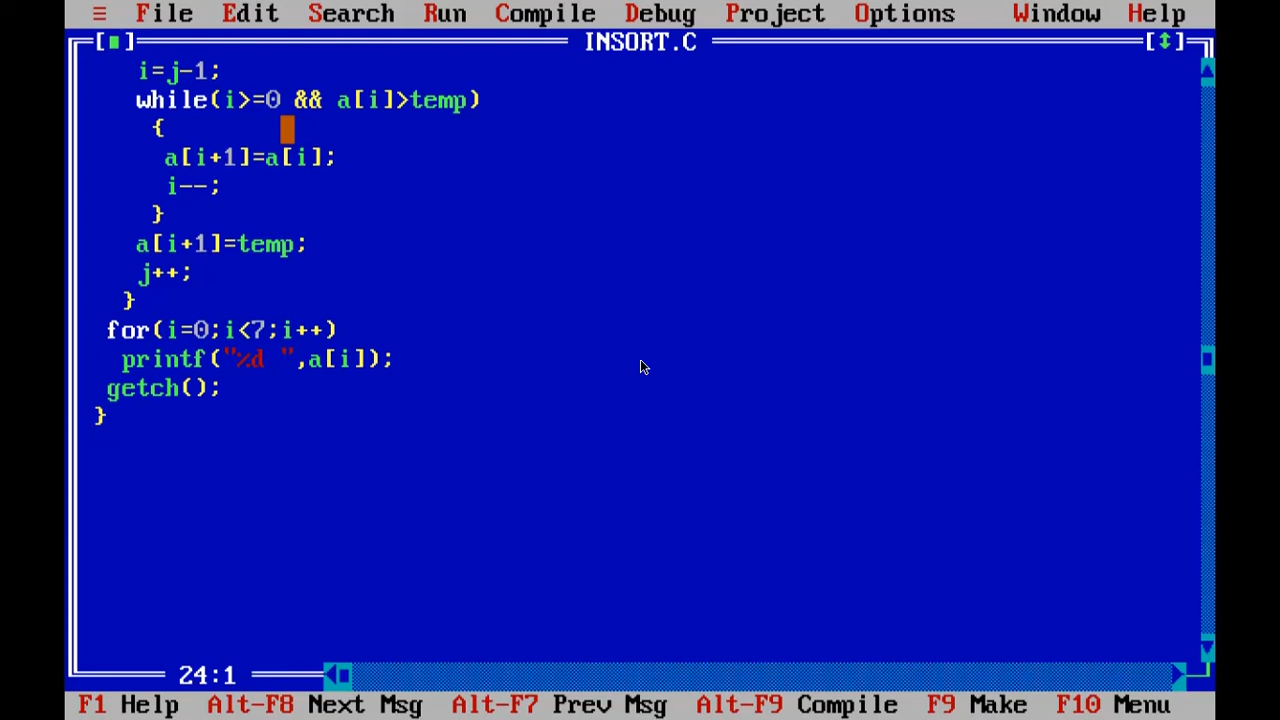 ≡ File Edit Search Run Compile Debug Project Options Window Help
[■] INSORT.C [↕]
i=j-1;
while(i>=0 && a[i]>temp)
{
a[i+1]=a[i];
i--;
}
a[i+1]=temp;
j++;
}
for(i=0;i<7;i++)
printf("%d ",a[i]);
getch();
}
24:1
F1 Help Alt-F8 Next Msg Alt-F7 Prev Msg Alt-F9 Compile F9 Make F10 Menu